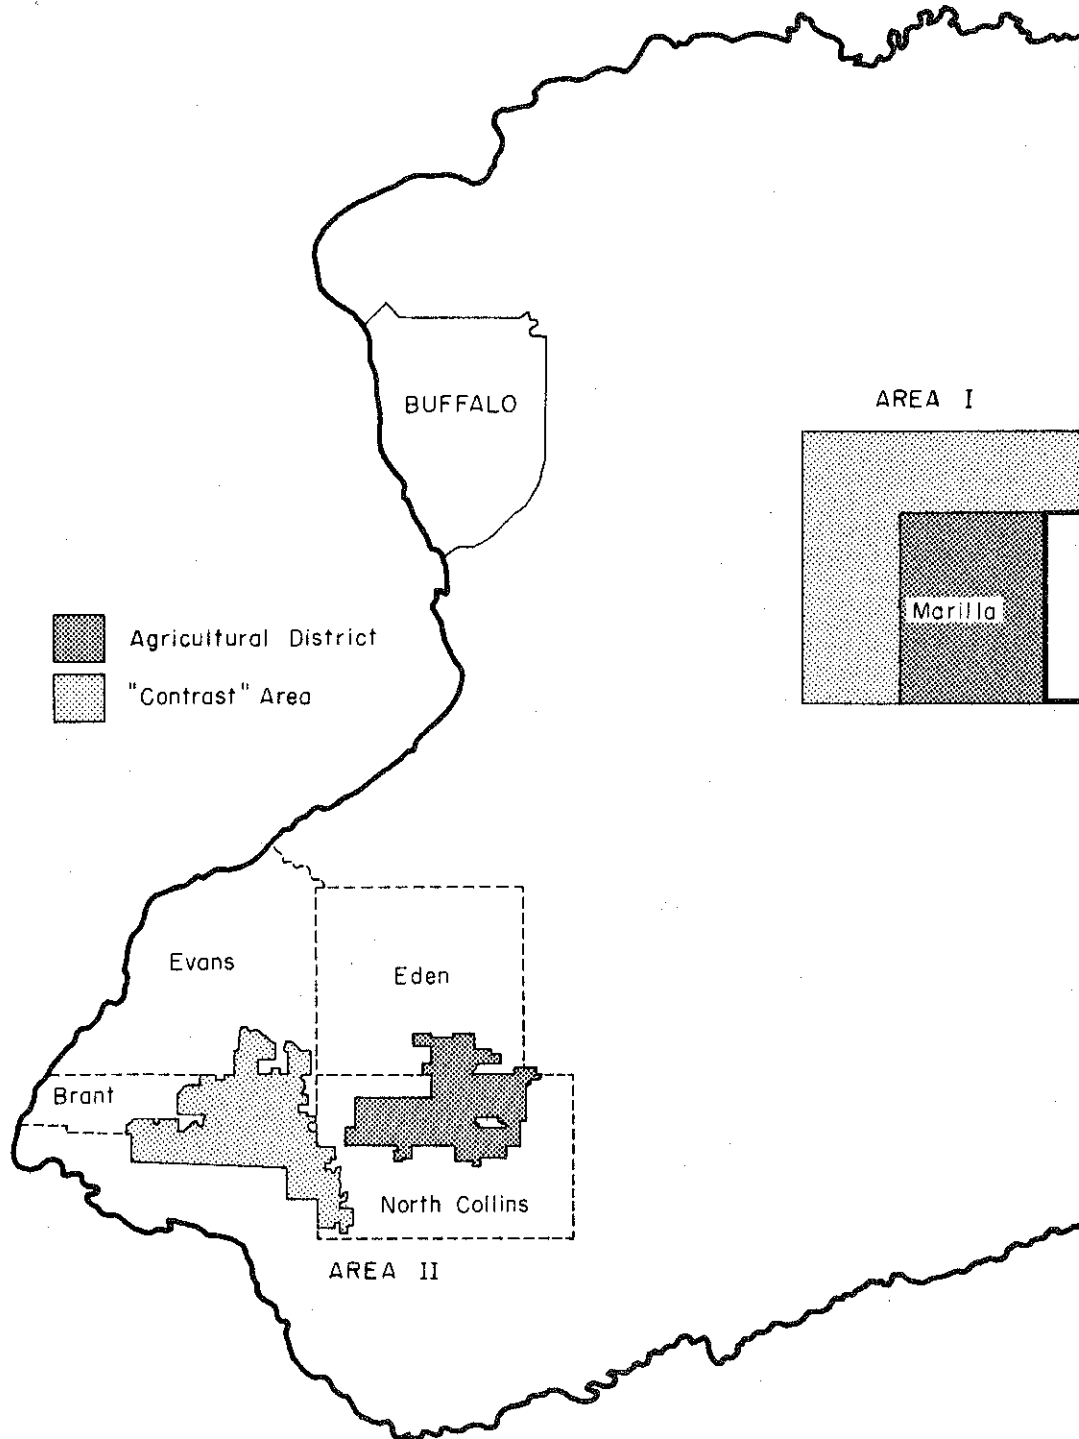 BUFFALO
AREA I
Marilla
Agricultural District
"Contrast" Area
Evans
Eden
Brant
North Collins
AREA II